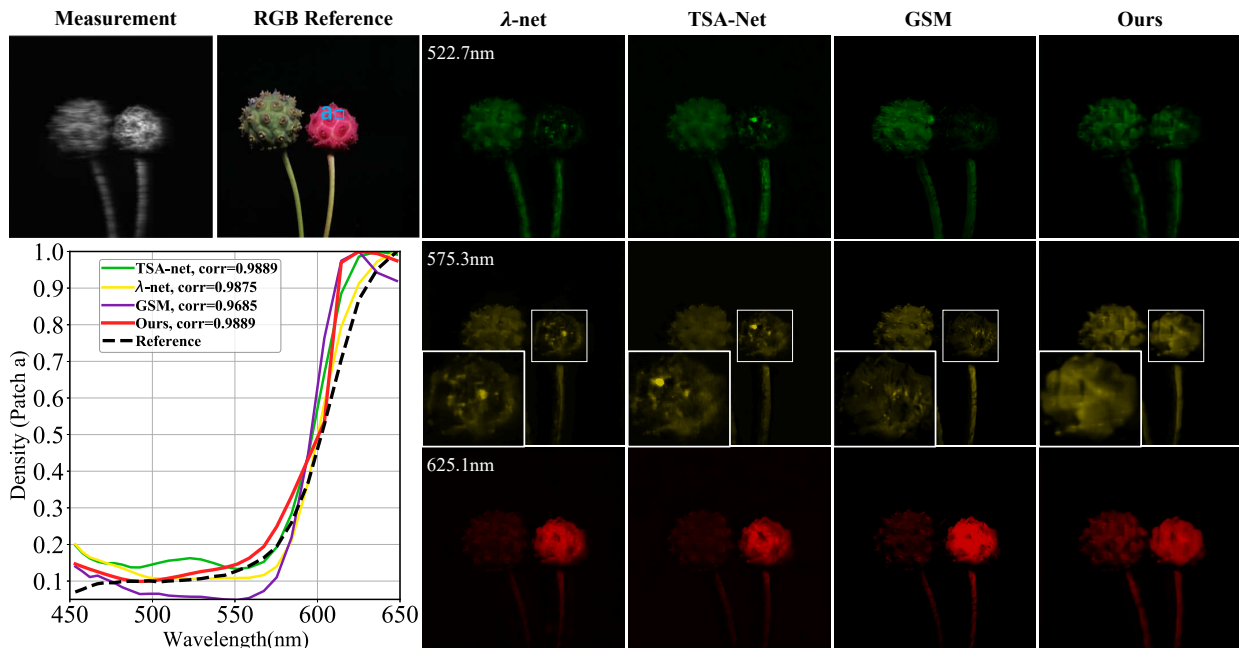 Measurement
RGB Reference
λ-net
TSA-Net
GSM
Ours
a
522.7nm
575.3nm
625.1nm
TSA-net, corr=0.9889
λ-net, corr=0.9875
GSM, corr=0.9685
Ours, corr=0.9889
Reference
Density (Patch a)
1.0
0.9
0.8
0.7
0.6
0.5
0.4
0.3
0.2
0.1
450 500 550 600 650
Wavelength(nm)